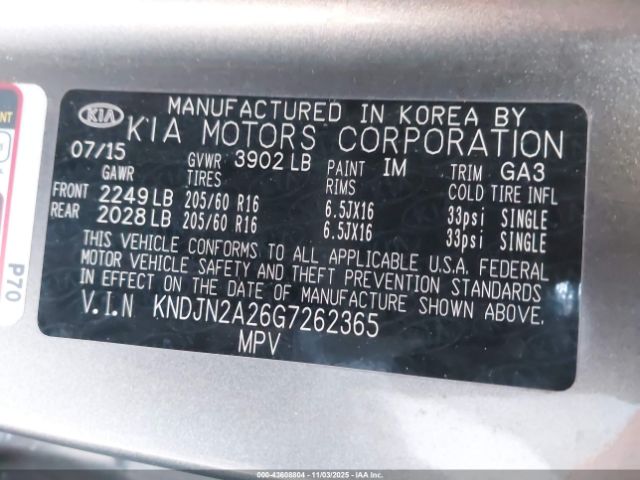 KIA MANUFACTURED IN KOREA BY
KIA MOTORS CORPORATION
07/15 GVWR 3902 LB PAINT IM TRIM GA3
GAWR TIRES RIMS COLD TIRE INFL
FRONT 2249 LB 205/60 R16 6.5JX16 33psi SINGLE
REAR 2028 LB 205/60 R16 6.5JX16 33psi SINGLE
THIS VEHICLE CONFORMS TO ALL APPLICABLE U.S.A. FEDERAL
MOTOR VEHICLE SAFETY AND THEFT PREVENTION STANDARDS
IN EFFECT ON THE DATE OF MANUFACTURE SHOWN ABOVE.
V.I.N KNDJN2A26G7262365
MPV
P70
000-43608804 - 11/03/2025 - IAA Inc.